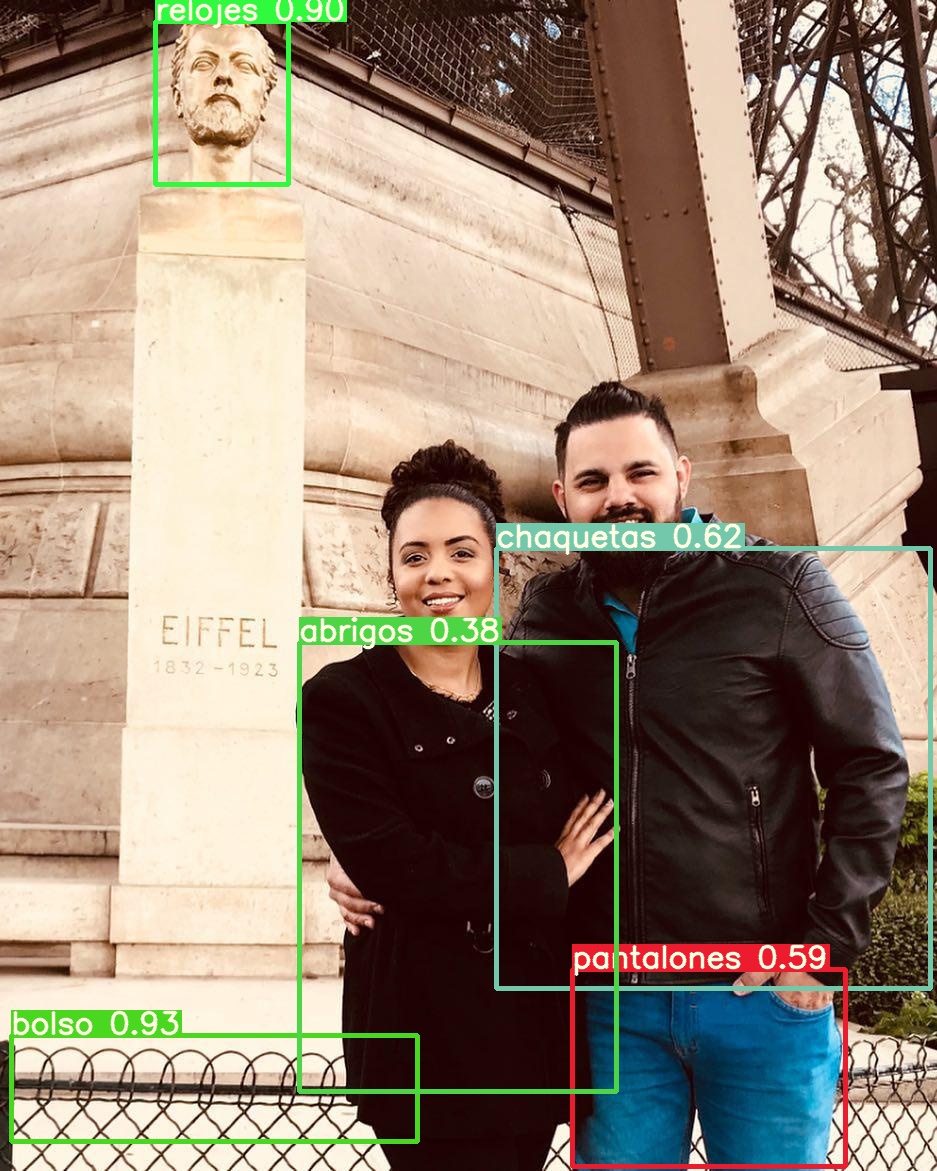 relojes 0.90
chaquetas 0.62
EIFFEL
abrigos 0.38
1832-1923
pantalones 0.59
bolso 0.93